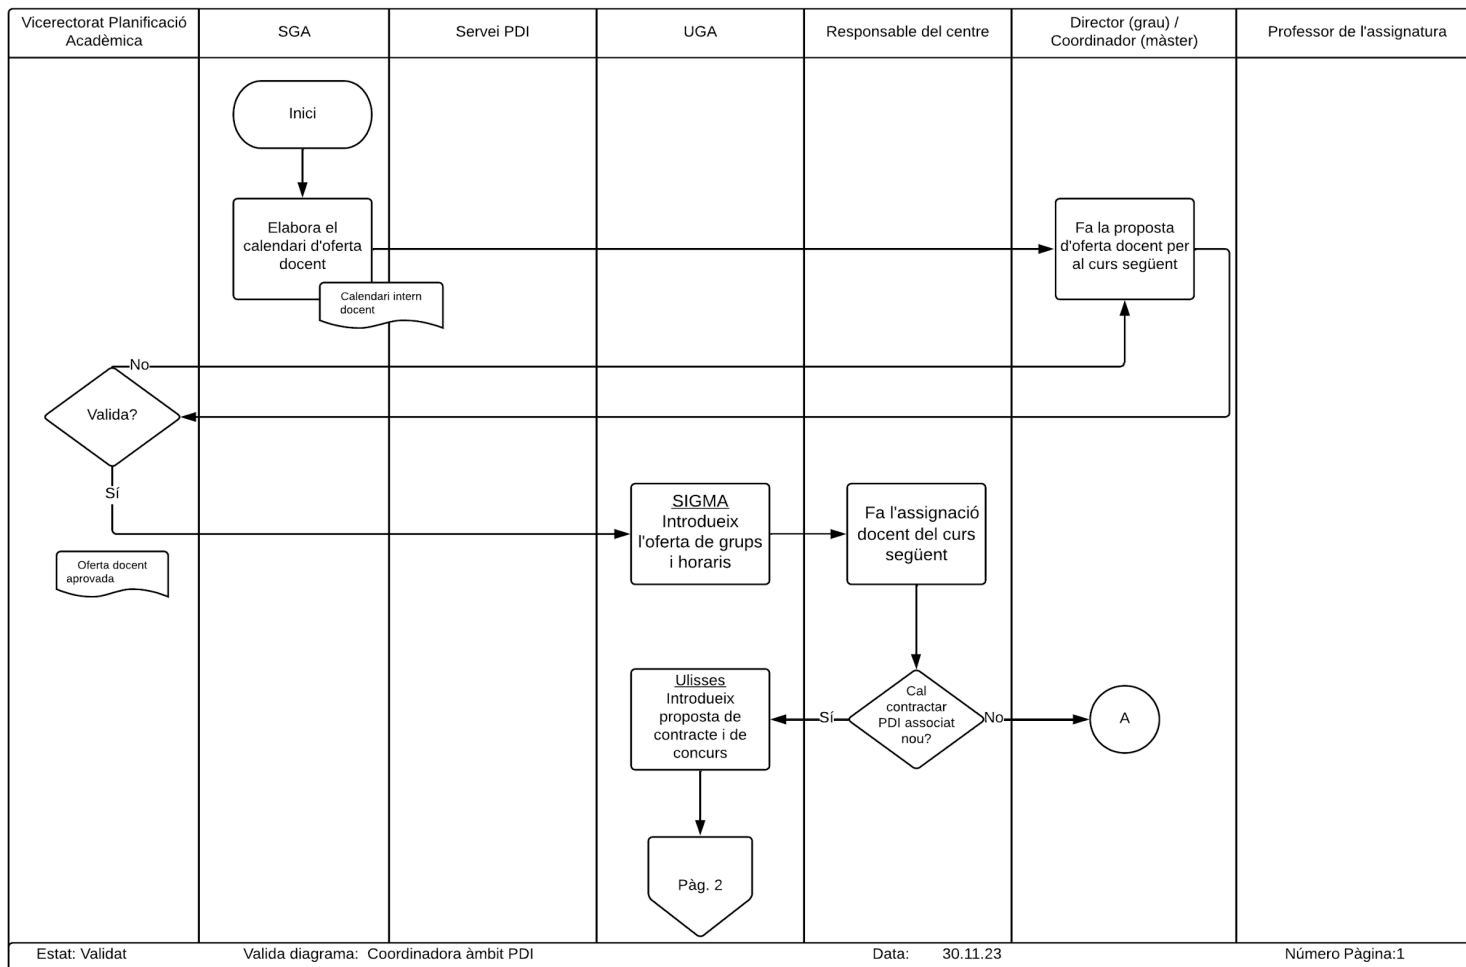 Vicerectorat Planificació
Acadèmica
SGA
Servei PDI
UGA
Responsable del centre
Director (grau) /
Coordinador (màster)
Professor de l'assignatura
Inici
Elabora el
calendari d'oferta
docent
Calendari intern
docent
Fa la proposta
d'oferta docent per
al curs següent
No
Valida?
Sí
Oferta docent
aprovada
SIGMA
Introdueix
l'oferta de grups
i horaris
Fa l'assignació
docent del curs
següent
Ulisses
Introdueix
proposta de
contracte i de
concurs
Sí
Cal
contractar
PDI associat
nou?
No
A
Pàg. 2
Estat: Validat
Valida diagrama: Coordinadora àmbit PDI
Data: 30.11.23
Número Pàgina:1